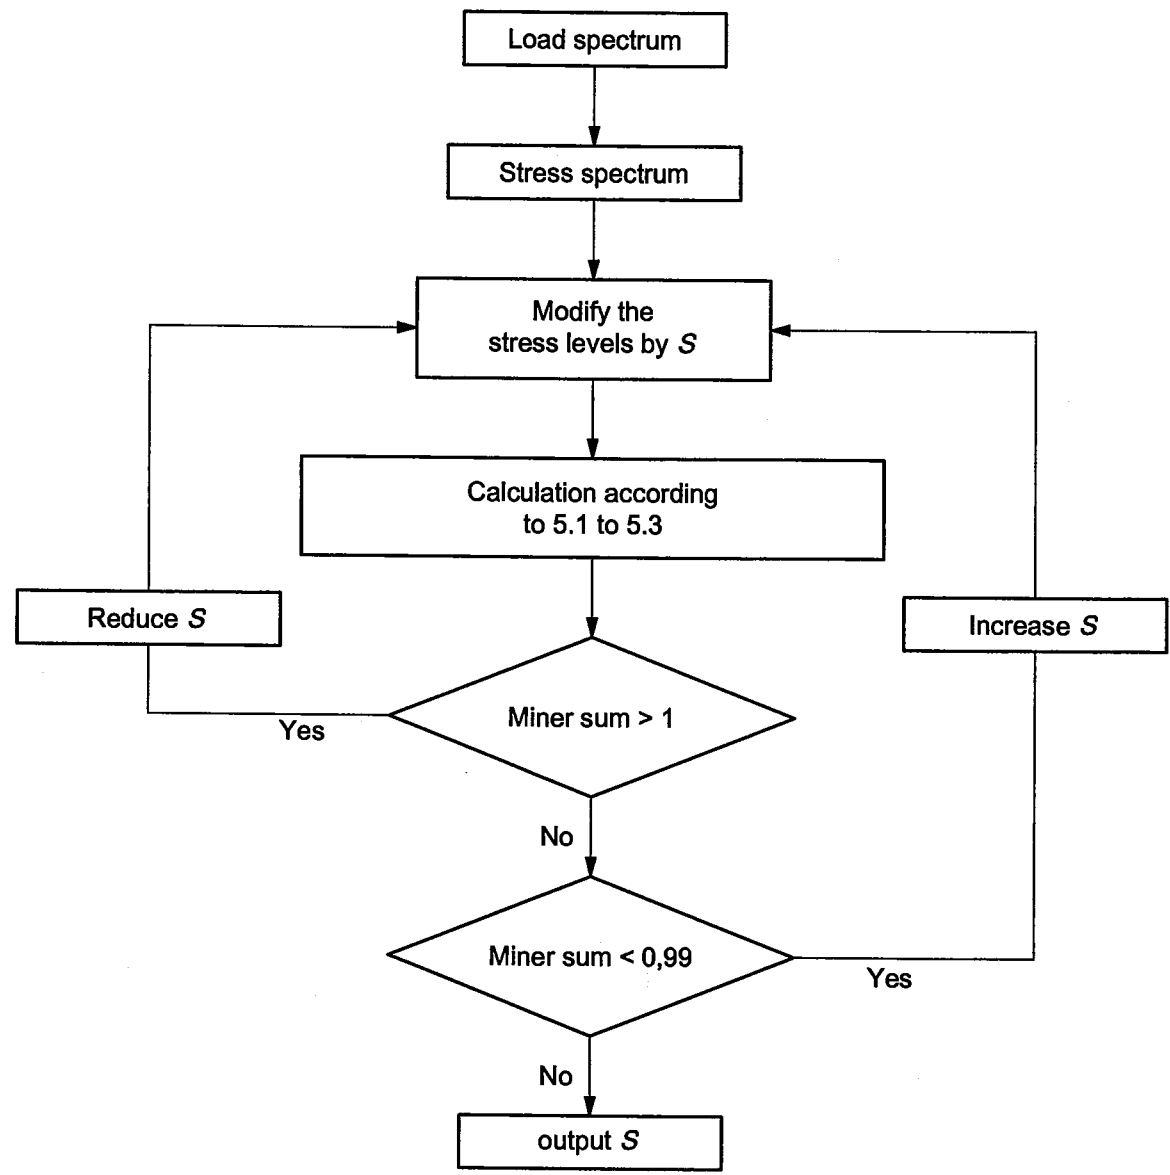 Load spectrum
Stress spectrum
Modify the
stress levels by S
Calculation according
to 5.1 to 5.3
Reduce S
Increase S
Miner sum > 1
Yes
No
Miner sum < 0,99
Yes
No
output S